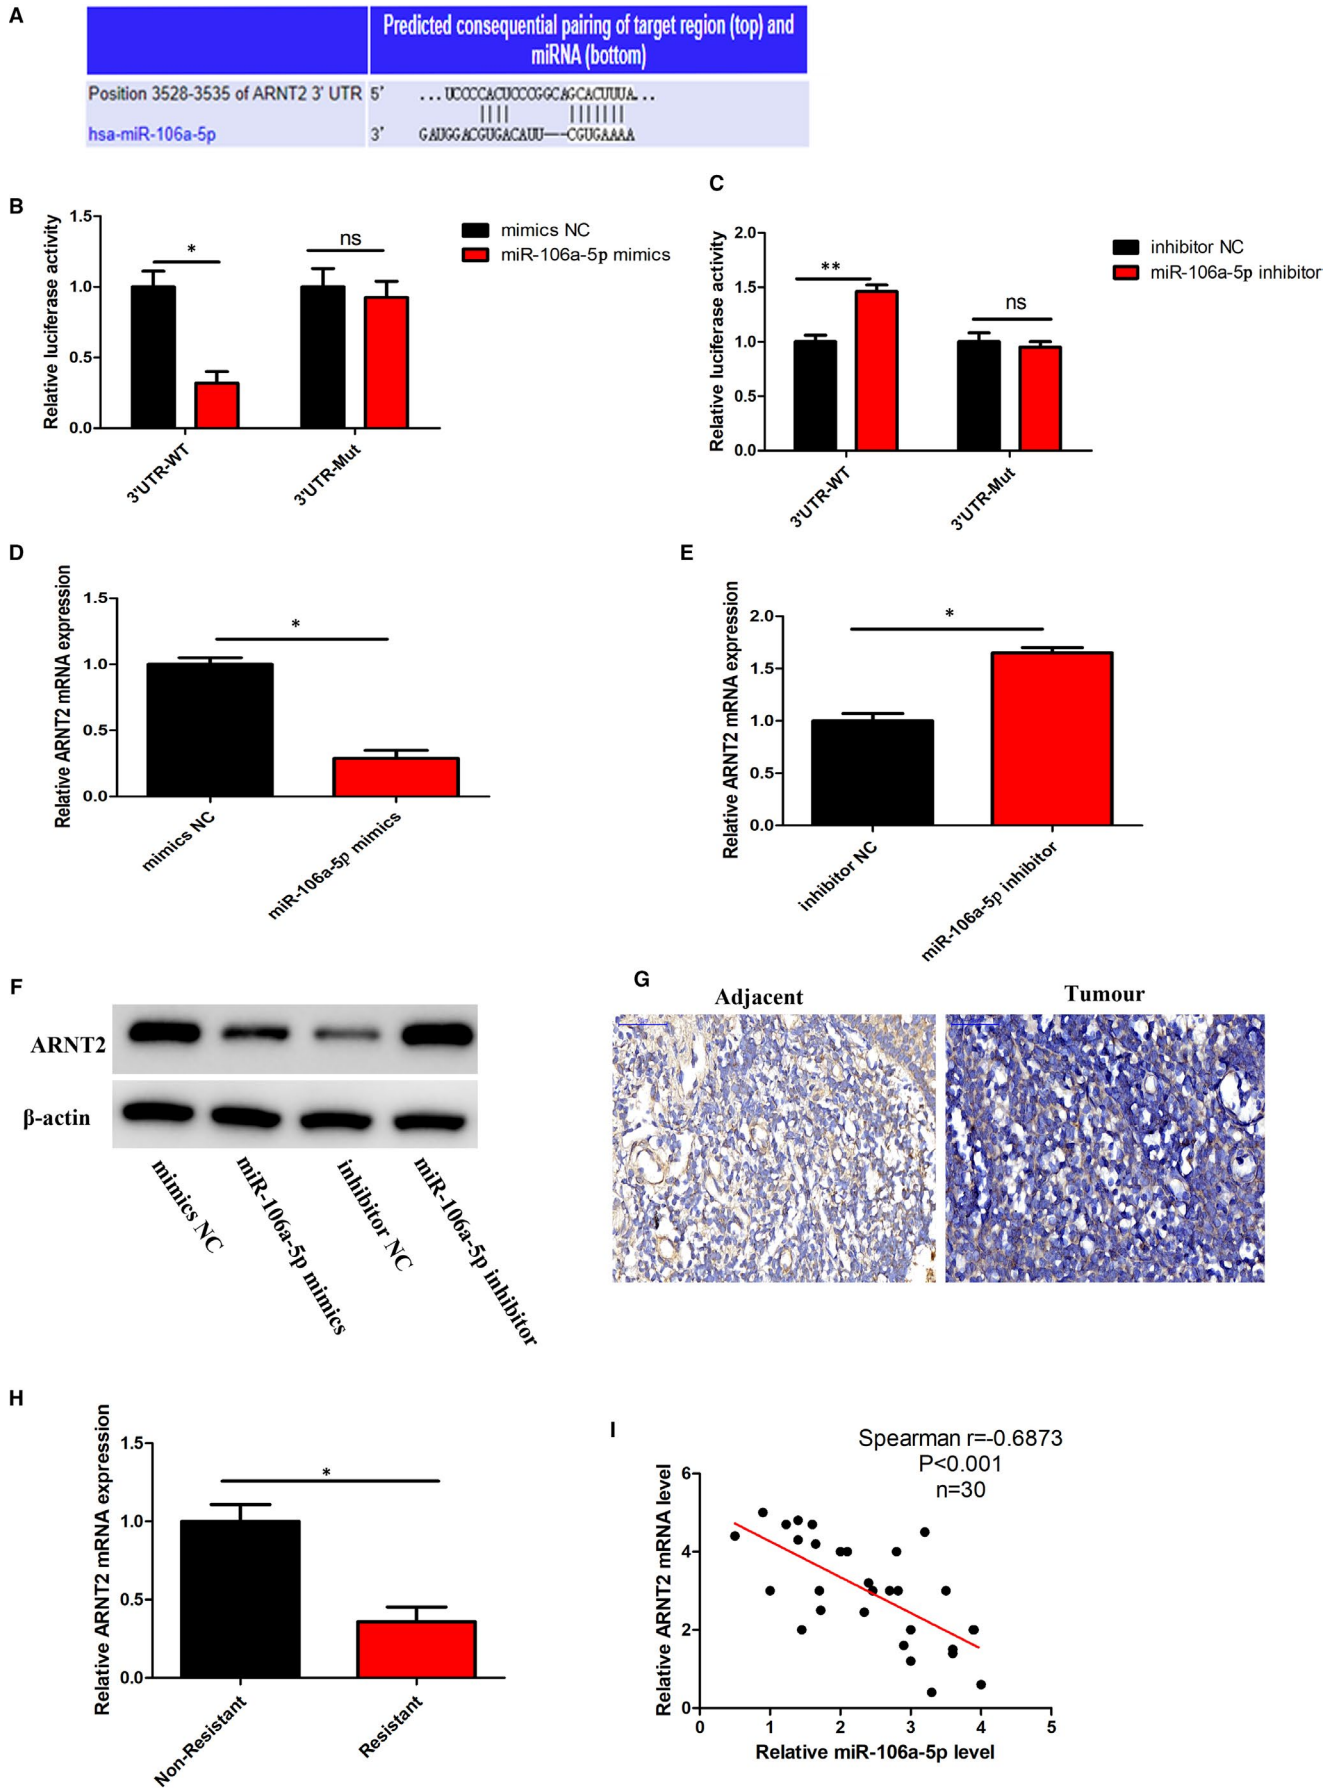 A
Predicted consequential pairing of target region (top) and
miRNA (bottom)
Position 3528-3535 of ARNT2 3' UTR 5' ...UCCCCACUCCCGGCAGCACUUUA...
hsa-miR-106a-5p 3' GAUGGACGUGACAUU---CGUGAAAA
B
Relative luciferase activity
1.5
1.0
0.5
0.0
*
ns
mimics NC
miR-106a-5p mimics
3'UTR-WT
3'UTR-Mut
C
Relative luciferase activity
2.0
1.5
1.0
0.5
0.0
**
ns
inhibitor NC
miR-106a-5p inhibitor
3'UTR-WT
3'UTR-Mut
D
Relative ARNT2 mRNA expression
1.5
1.0
0.5
0.0
*
mimics NC
miR-106a-5p mimics
E
Relative ARNT2 mRNA expression
2.0
1.5
1.0
0.5
0.0
*
inhibitor NC
miR-106a-5p inhibitor
F
ARNT2
β-actin
mimics NC
miR-106a-5p mimics
inhibitor NC
miR-106a-5p inhibitor
G
Adjacent
Tumour
H
Relative ARNT2 mRNA expression
1.5
1.0
0.5
0.0
*
Non-Resistant
Resistant
I
Spearman r=-0.6873
P<0.001
n=30
Relative ARNT2 mRNA level
6
4
2
0
0 1 2 3 4 5
Relative miR-106a-5p level